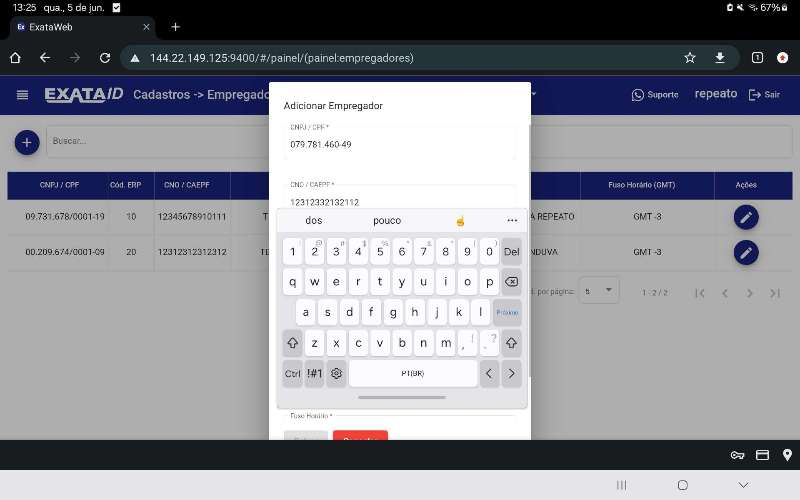 13:25 qua., 5 de jun.
67%
Ex ExataWeb
144.22.149.125:9400/#/painel/(painel:empregadores)
1
EXATAID Cadastros -> Empregado
Suporte
repeato
Sair
Buscar...
CNPJ / CPF Cód. ERP CNO / CAEPF Fuso Horário (GMT) Ações
09.731.678/0001-19 10 12345678910111 A REPEATO GMT -3
00.209.674/0001-09 20 12312312312312 NDUVA GMT -3
por página: 5 1 - 2 / 2
Adicionar Empregador
CNPJ / CPF *
079.781.460-49
CNO / CAEPF *
12312332132112
dos pouco ☝ ...
1 2 3 4 5 6 7 8 9 0 Del
q w e r t y u i o p
a s d f g h j k l Próximo
z x c v b n m , ! . ?
Ctrl !#1 PT(BR) < >
Fuso Horário *